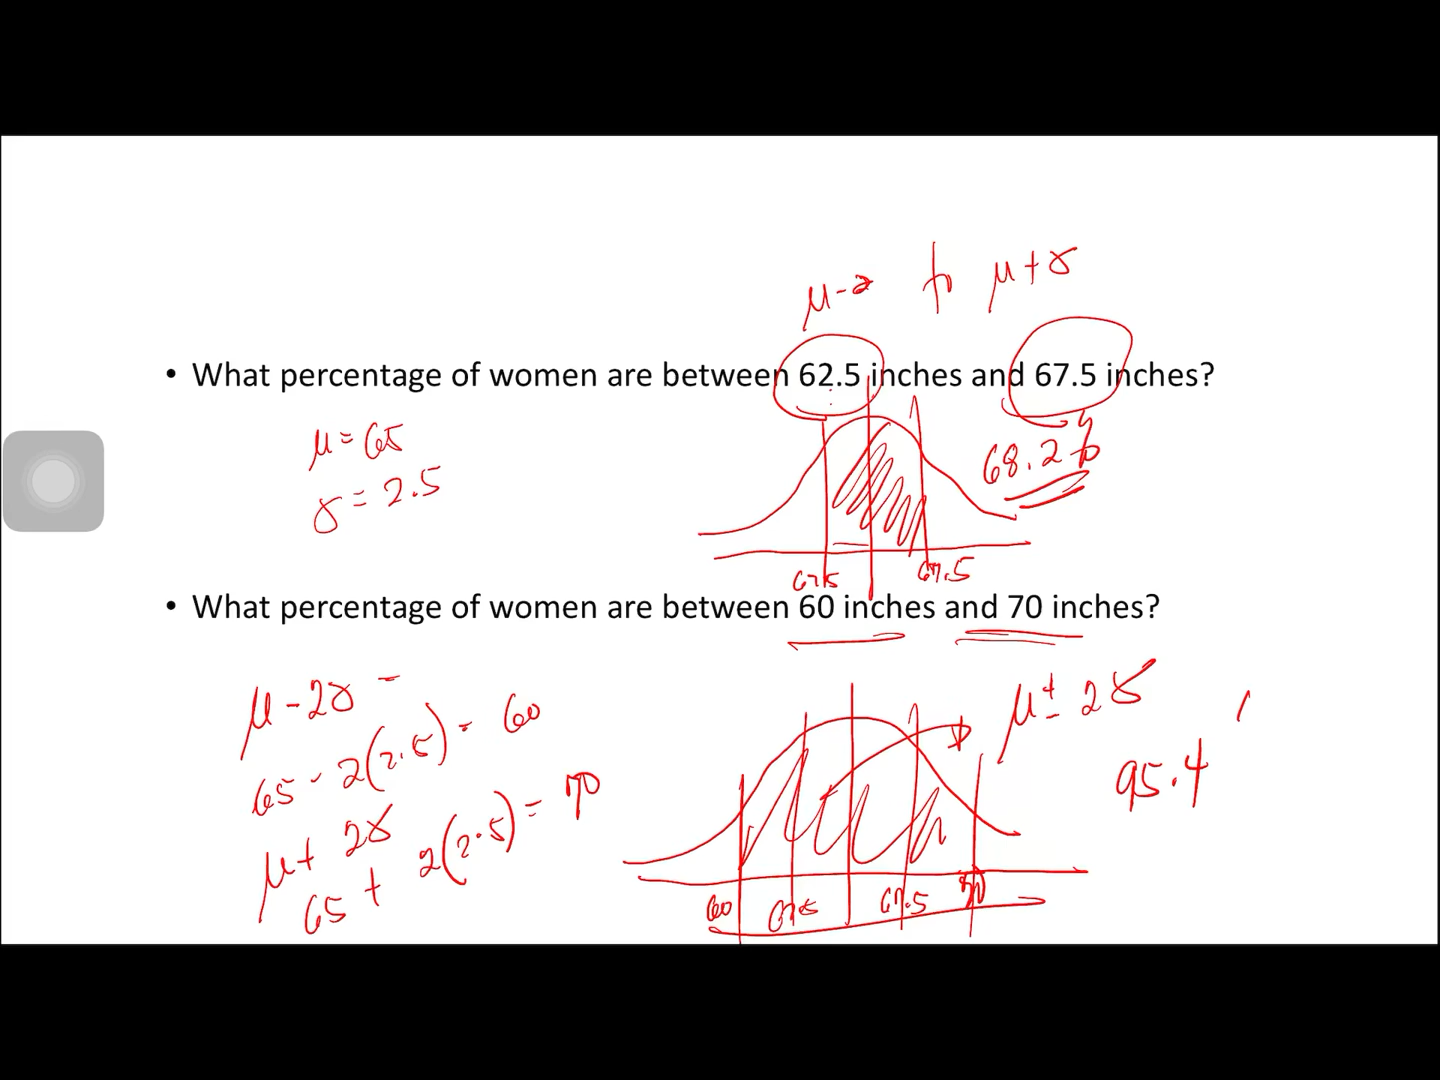 μ-σ to μ+σ
• What percentage of women are between 62.5 inches and 67.5 inches?
μ= 65
σ = 2.5
68.2%
62.5 67.5
• What percentage of women are between 60 inches and 70 inches?
μ - 2σ =
65 - 2(2.5) = 60
μ+ 2σ
65 + 2(2.5) = 70
μ ± 2σ
95.4
60 62.5 67.5 70